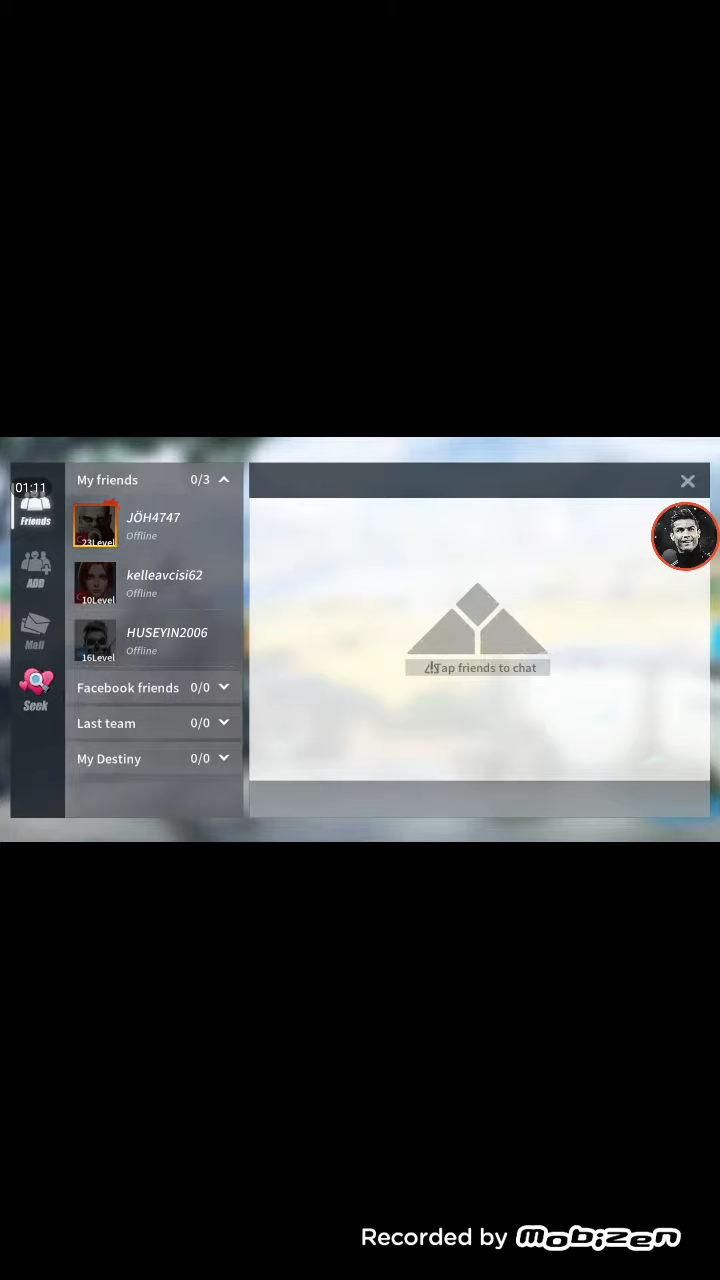 01:11
Friends
ADD
Mail
Seek
My friends 0/3
JÖH4747
Offline
23Level
kelleavcisi62
Offline
10Level
HUSEYIN2006
Offline
16Level
Facebook friends 0/0
Last team 0/0
My Destiny 0/0
Tap friends to chat
Recorded by mobizen